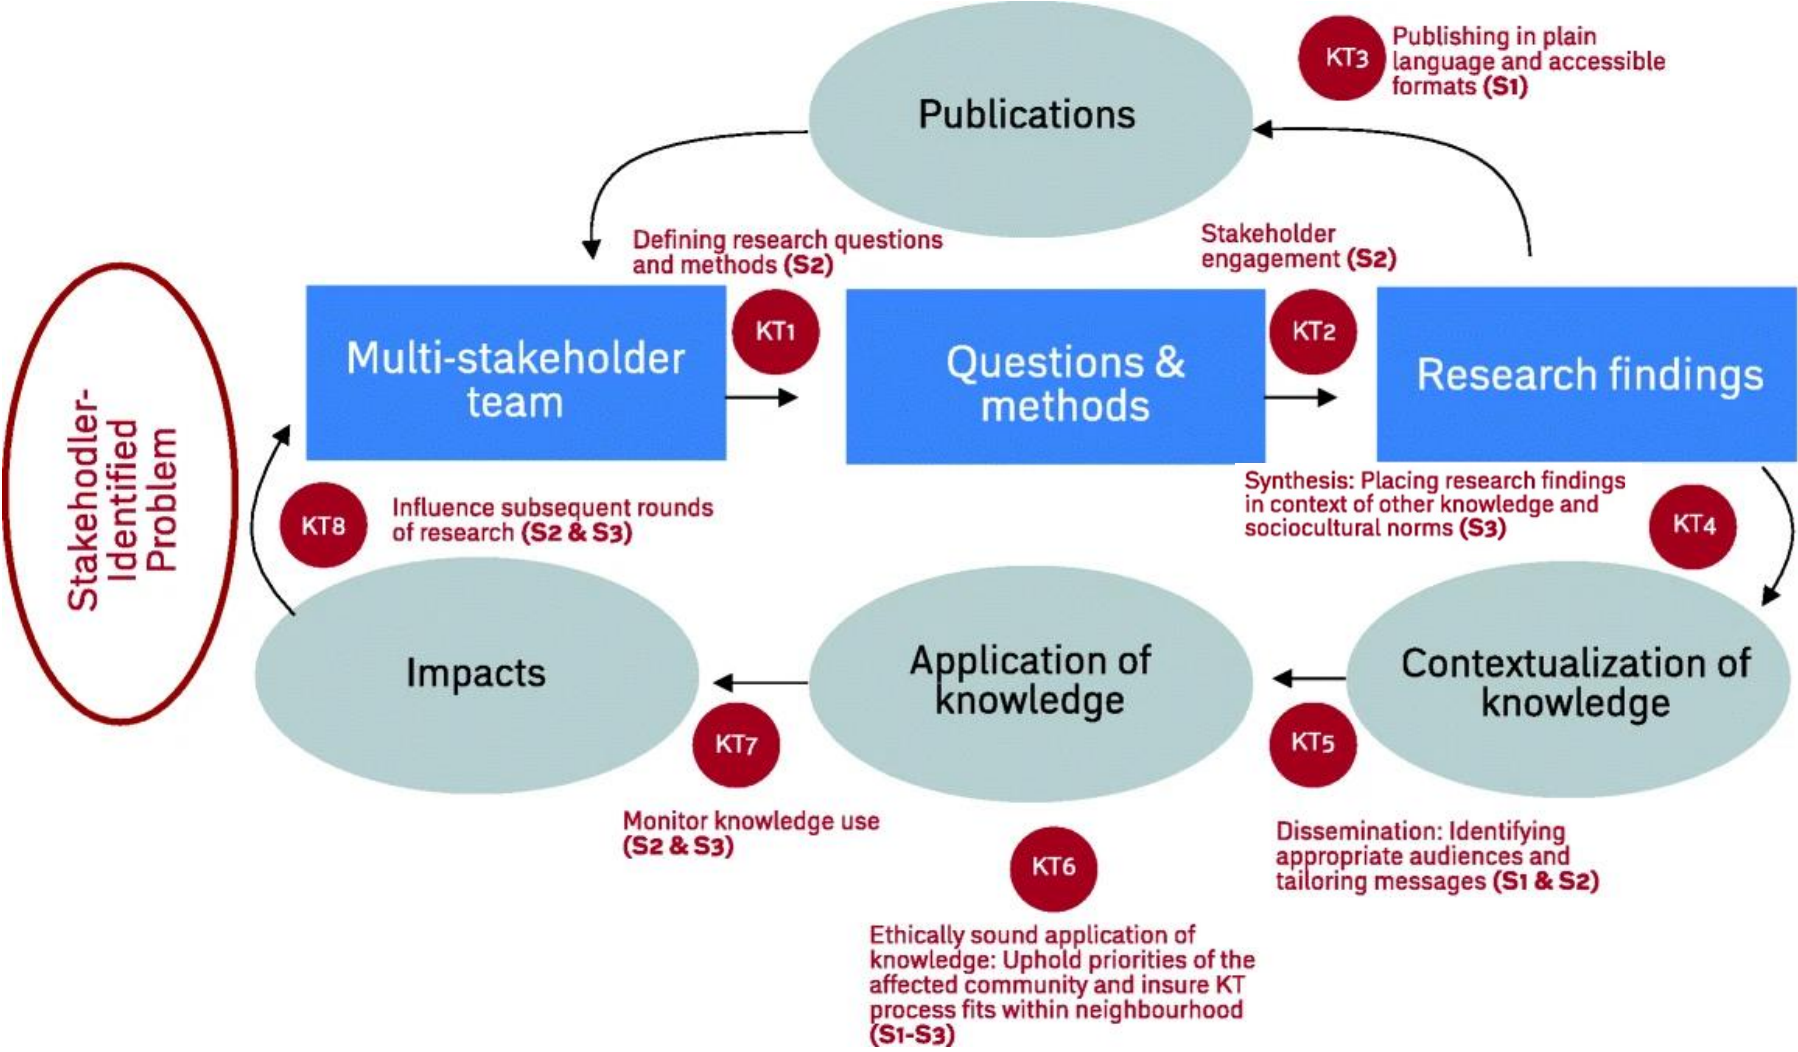 Publications
KT3
Publishing in plain
language and accessible
formats (S1)
Defining research questions
and methods (S2)
Stakeholder
engagement (S2)
Multi-stakeholder
team
KT1
Questions &
methods
KT2
Research findings
Stakehodler-
Identified
Problem
KT8
Influence subsequent rounds
of research (S2 & S3)
Synthesis: Placing research findings
in context of other knowledge and
sociocultural norms (S3)
KT4
Impacts
Application of
knowledge
Contextualization of
knowledge
KT7
Monitor knowledge use
(S2 & S3)
KT6
Ethically sound application of
knowledge: Uphold priorities of the
affected community and insure KT
process fits within neighbourhood
(S1-S3)
KT5
Dissemination: Identifying
appropriate audiences and
tailoring messages (S1 & S2)